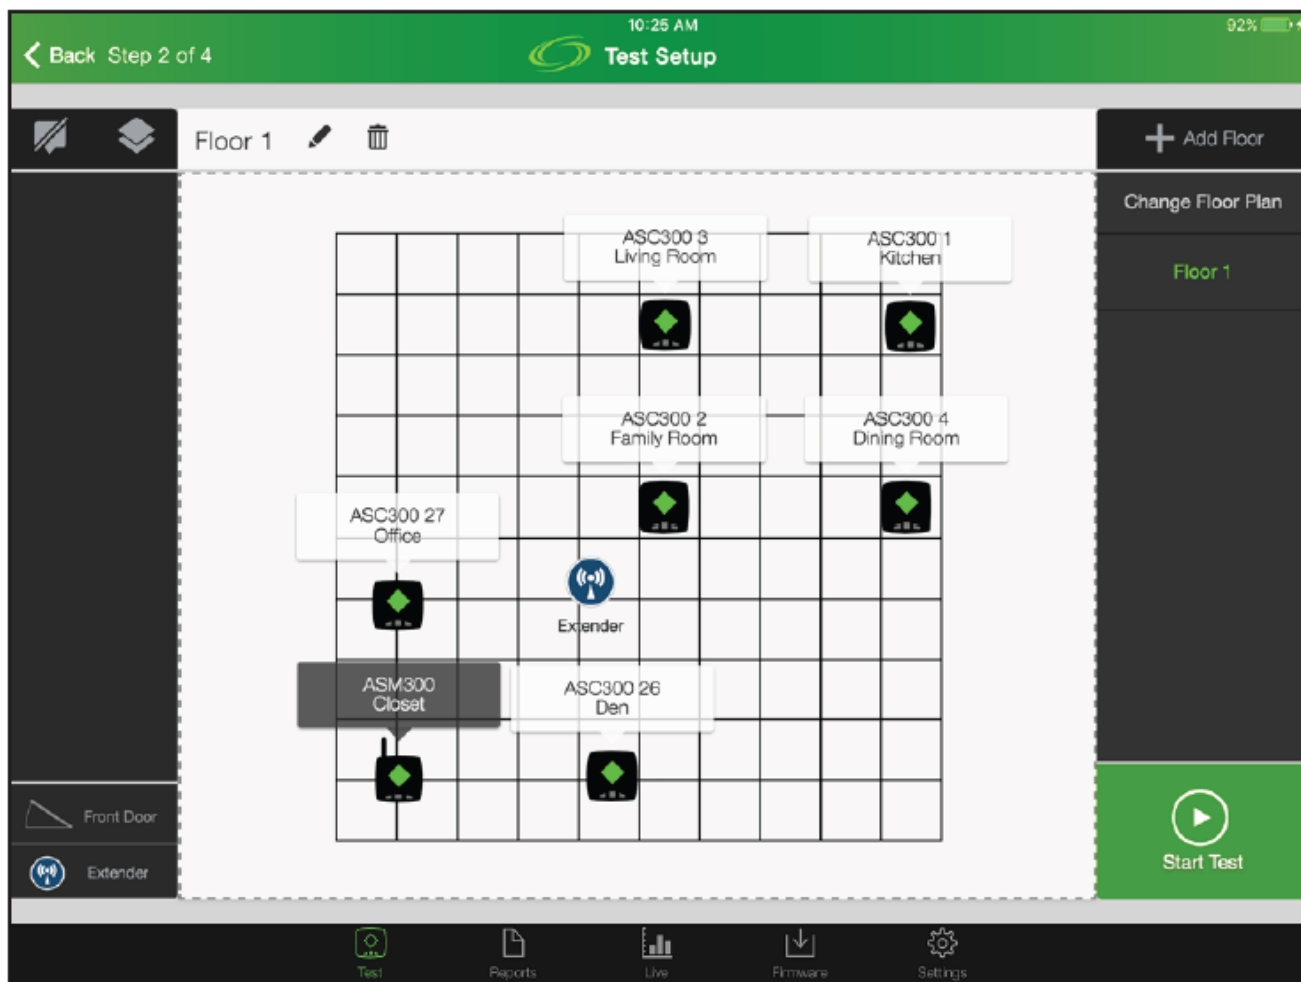 10:25 AM
92%
Back Step 2 of 4
Test Setup
Floor 1
Add Floor
Change Floor Plan
Floor 1
ASC300 3
Living Room
ASC300 1
Kitchen
ASC300 2
Family Room
ASC300 4
Dining Room
ASC300 27
Office
Extender
ASM300
Closet
ASC300 26
Den
Front Door
Extender
Start Test
Test
Reports
Live
Firmware
Settings